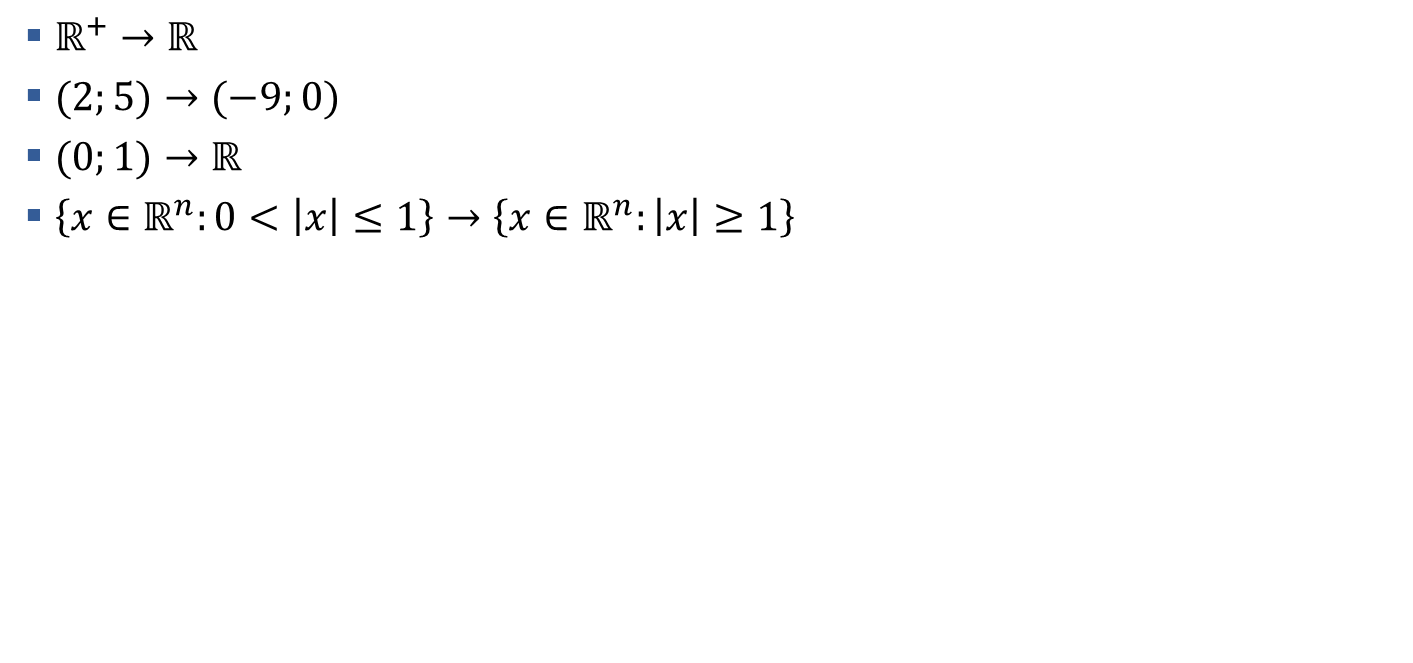 ▪ ℝ⁺ → ℝ
▪ (2; 5) → (−9; 0)
▪ (0; 1) → ℝ
▪ {𝑥 ∈ ℝⁿ: 0 < |𝑥| ≤ 1} → {𝑥 ∈ ℝⁿ: |𝑥| ≥ 1}